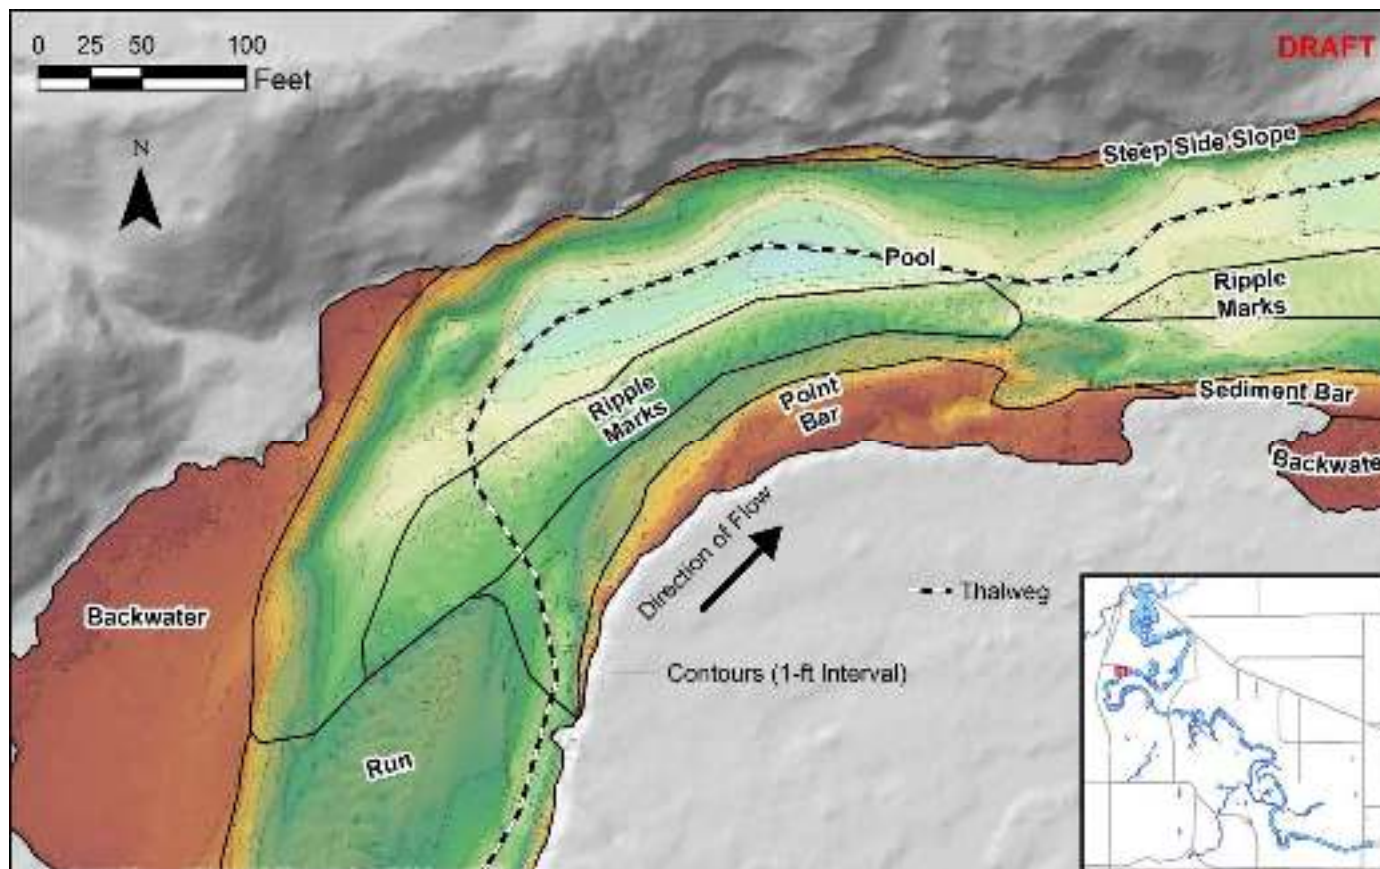 0 25 50 100
Feet
DRAFT
N
Steep Side Slope
Pool
Ripple
Marks
Ripple
Marks
Point
Bar
Sediment Bar
Backwate
Direction of Flow
Thalweg
Backwater
Contours (1-ft Interval)
Run